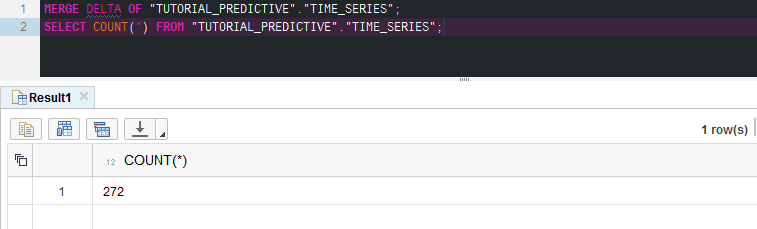 1 MERGE DELTA OF "TUTORIAL_PREDICTIVE"."TIME_SERIES";
2 SELECT COUNT(*) FROM "TUTORIAL_PREDICTIVE"."TIME_SERIES";
Result1
1 row(s)
12 COUNT(*)
1 272